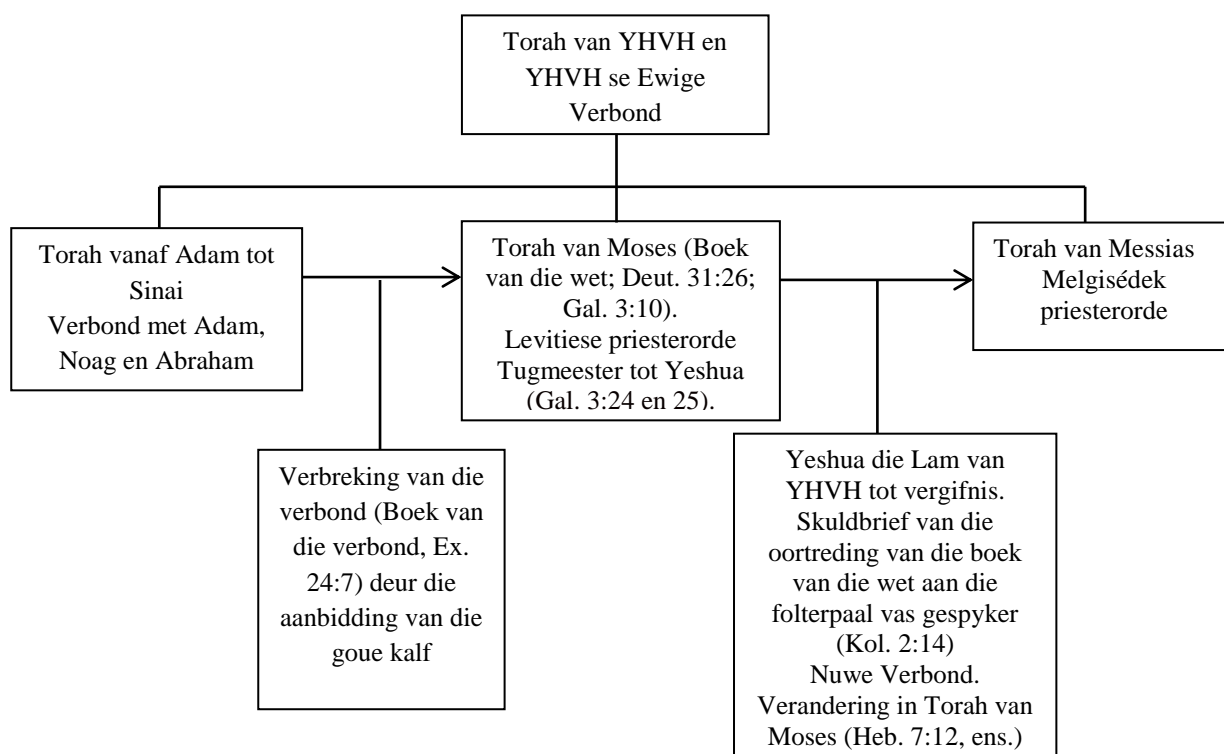 Torah van YHVH en
YHVH se Ewige
Verbond
Torah vanaf Adam tot
Sinai
Verbond met Adam,
Noag en Abraham
Torah van Moses (Boek
van die wet; Deut. 31:26;
Gal. 3:10).
Levitiese priesterorde
Tugmeester tot Yeshua
(Gal. 3:24 en 25).
Torah van Messias
Melgisédek
priesterorde
Verbreking van die
verbond (Boek van
die verbond, Ex.
24:7) deur die
aanbidding van die
goue kalf
Yeshua die Lam van
YHVH tot vergifnis.
Skuldbrief van die
oortreding van die boek
van die wet aan die
folterpaal vas gespyker
(Kol. 2:14)
Nuwe Verbond.
Verandering in Torah van
Moses (Heb. 7:12, ens.)